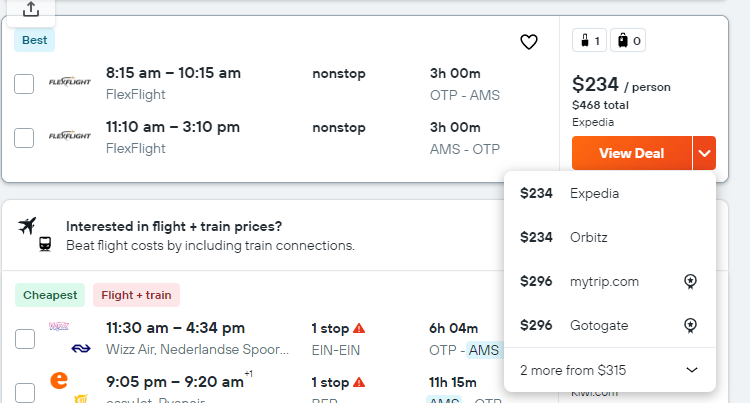 Best
1
0
8:15 am – 10:15 am
nonstop
3h 00m
FLEXFLIGHT
FlexFlight
OTP - AMS
$234 / person
$468 total
Expedia
11:10 am – 3:10 pm
nonstop
3h 00m
FLEXFLIGHT
FlexFlight
AMS - OTP
View Deal
$234 Expedia
$234 Orbitz
$296 mytrip.com
$296 Gotogate
2 more from $315
Interested in flight + train prices?
Beat flight costs by including train connections.
Cheapest
Flight + train
11:30 am – 4:34 pm
1 stop
6h 04m
WIZZ
Wizz Air, Nederlandse Spoor...
EIN-EIN
OTP - AMS
9:05 pm – 9:20 am +1
1 stop
11h 15m
easyJet, Ryanair
BER
AMS - OTP
Kiwi.com